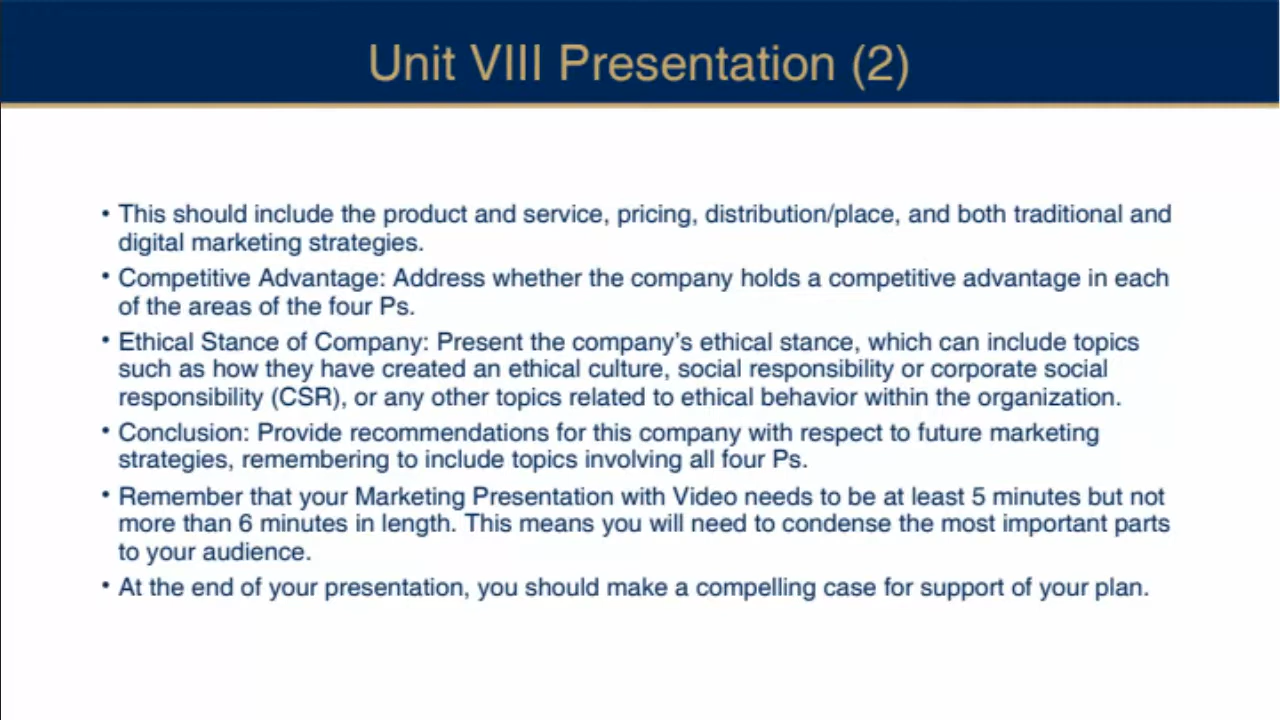 Unit VIII Presentation (2)
• This should include the product and service, pricing, distribution/place, and both traditional and
digital marketing strategies.
• Competitive Advantage: Address whether the company holds a competitive advantage in each
of the areas of the four Ps.
• Ethical Stance of Company: Present the company's ethical stance, which can include topics
such as how they have created an ethical culture, social responsibility or corporate social
responsibility (CSR), or any other topics related to ethical behavior within the organization.
• Conclusion: Provide recommendations for this company with respect to future marketing
strategies, remembering to include topics involving all four Ps.
• Remember that your Marketing Presentation with Video needs to be at least 5 minutes but not
more than 6 minutes in length. This means you will need to condense the most important parts
to your audience.
• At the end of your presentation, you should make a compelling case for support of your plan.